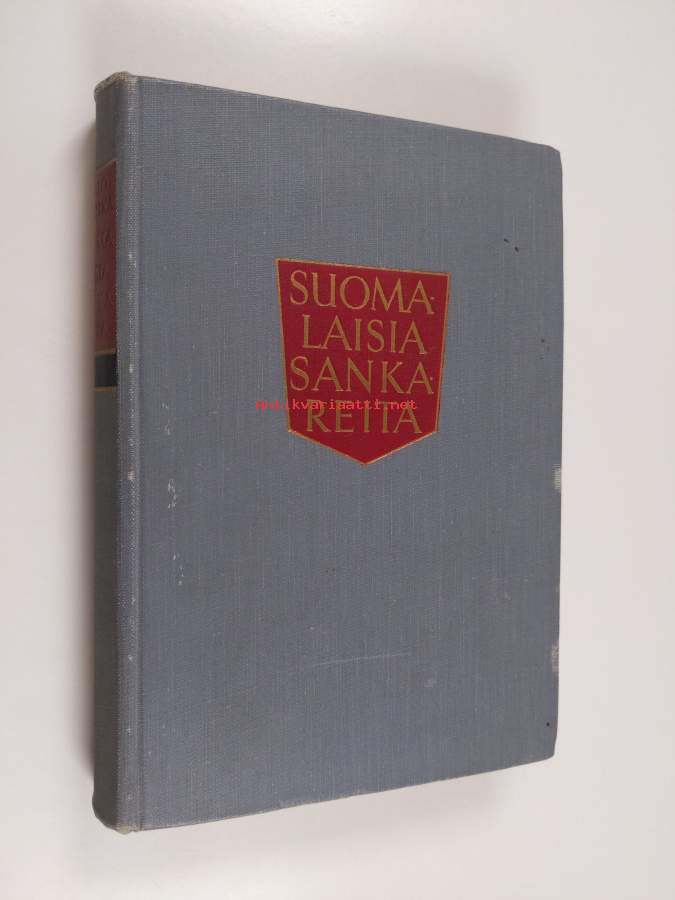 SUOMA-
LAISIA
SANKA-
REITA
antikvariaatti.net